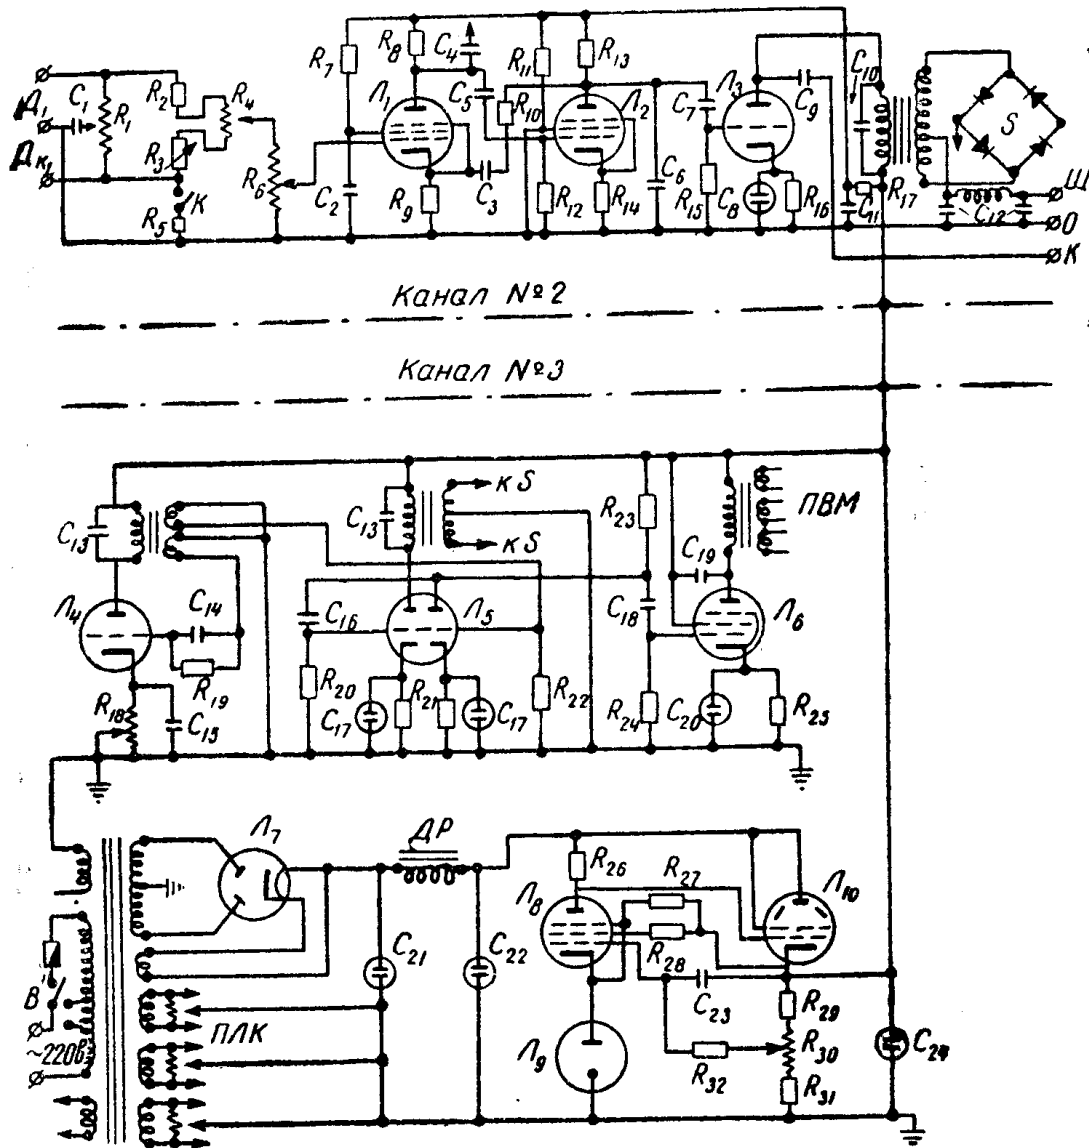 R8 C4 R11 R13
R7
C10
C1 R2 R4
Д1 R1
Л1 C5 R10 Л2 C7 Л3 C9 S
Дк1 R3
R6 C3 C6
К R9 C2 R12 R14 R15 C8 R16 C11 R17 C12 Щ
R5
О
К
Канал №2
Канал №3
кS
C13 C13 R23 ПВМ
кS
C19
Л4 C14 C16 Л5 C18 Л6
R19 R20 R22
R18 C15 C17 R21 C17 R24 C20 R25
Л7 ДР
R26 R27
Л8 Л10
C21 C22 R28
В C23 R29
ПЛК
~220В Л9 R30 C24
R32
R31